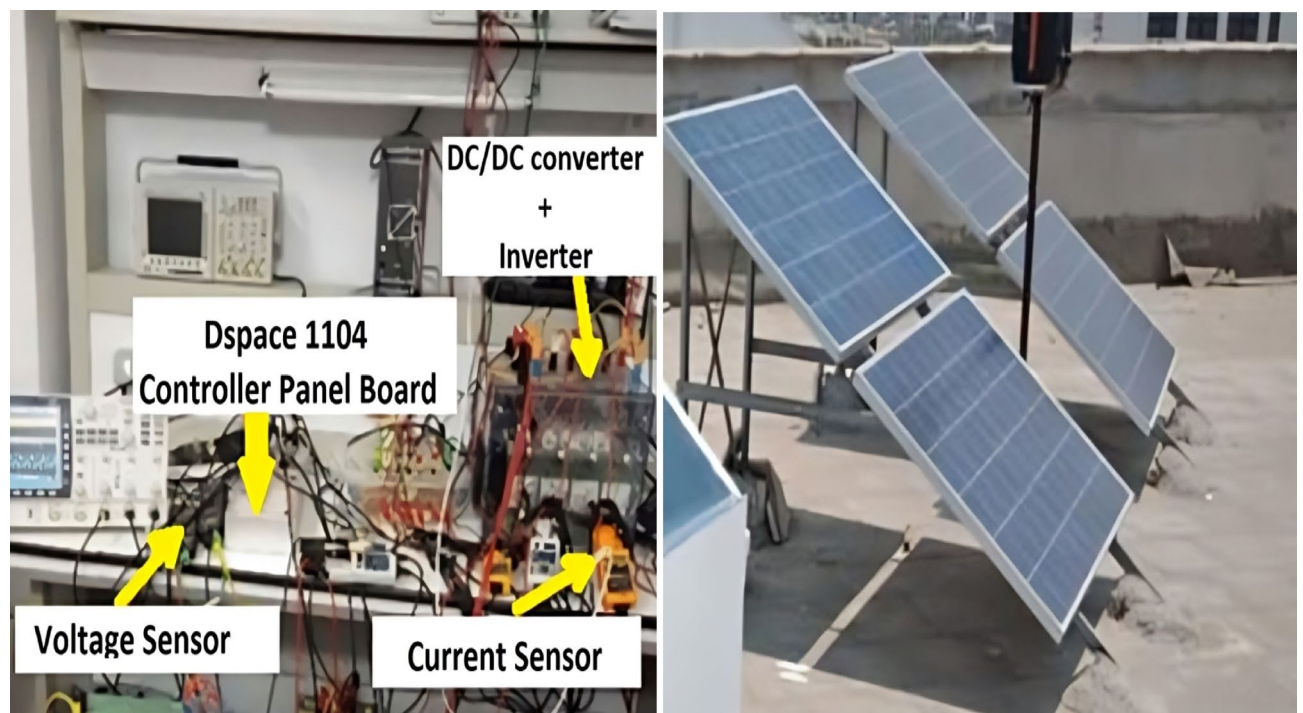 DC/DC converter
+
Inverter
Dspace 1104
Controller Panel Board
Voltage Sensor
Current Sensor